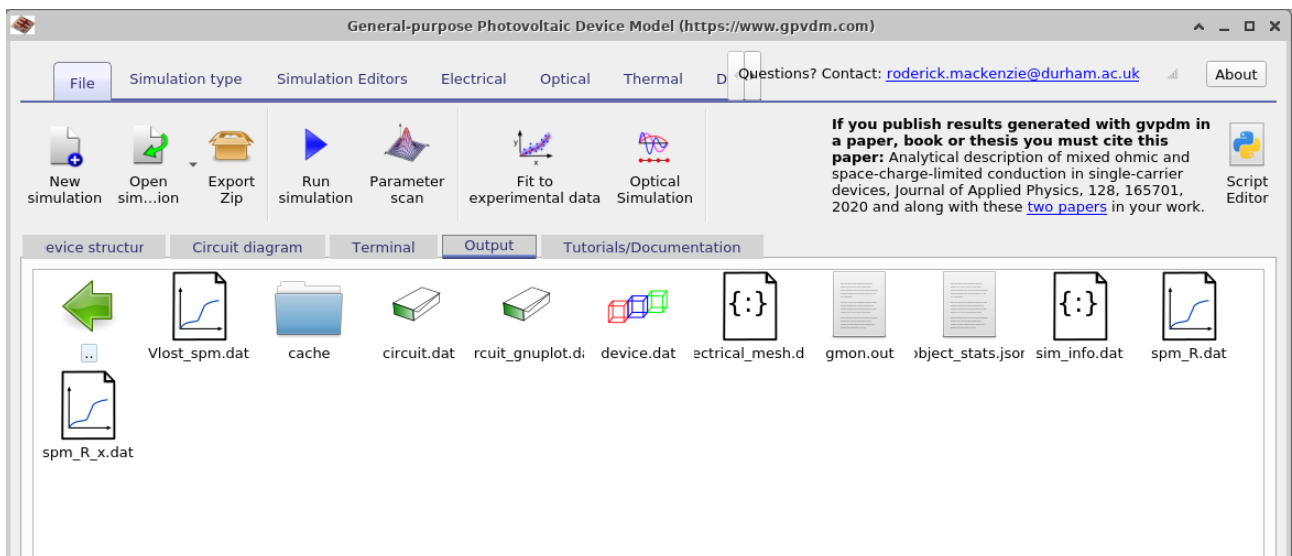 General-purpose Photovoltaic Device Model (https://www.gpvdm.com)
File Simulation type Simulation Editors Electrical Optical Thermal D Questions? Contact: roderick.mackenzie@durham.ac.uk About
New simulation
Open sim...ion
Export Zip
Run simulation
Parameter scan
Fit to experimental data
Optical Simulation
If you publish results generated with gvpdm in
a paper, book or thesis you must cite this
paper: Analytical description of mixed ohmic and
space-charge-limited conduction in single-carrier
devices, Journal of Applied Physics, 128, 165701,
2020 and along with these two papers in your work.
Script Editor
evice structur Circuit diagram Terminal Output Tutorials/Documentation
{:} {:}
.. Vlost_spm.dat cache circuit.dat rcuit_gnuplot.da device.dat ectrical_mesh.d gmon.out object_stats.json sim_info.dat spm_R.dat
spm_R_x.dat